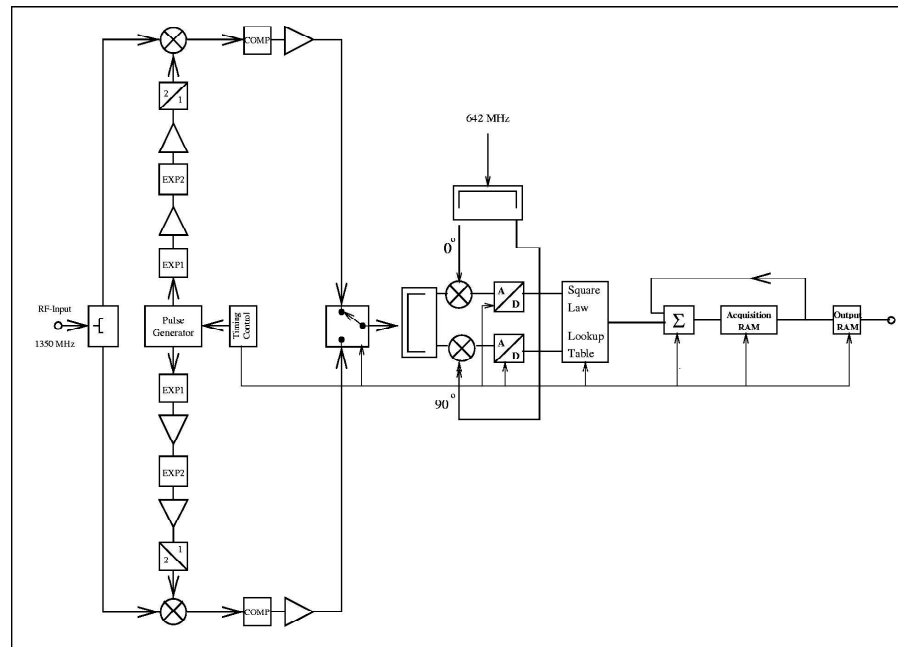 COMP
2 1
EXP2
EXP1
RF-Input
1350 MHz
Pulse
Generator
Timing
Control
EXP1
EXP2
1
2
COMP
642 MHz
0°
90°
A
D
A
D
Square
Law
Lookup
Table
Σ
Acquisition
RAM
Output
RAM